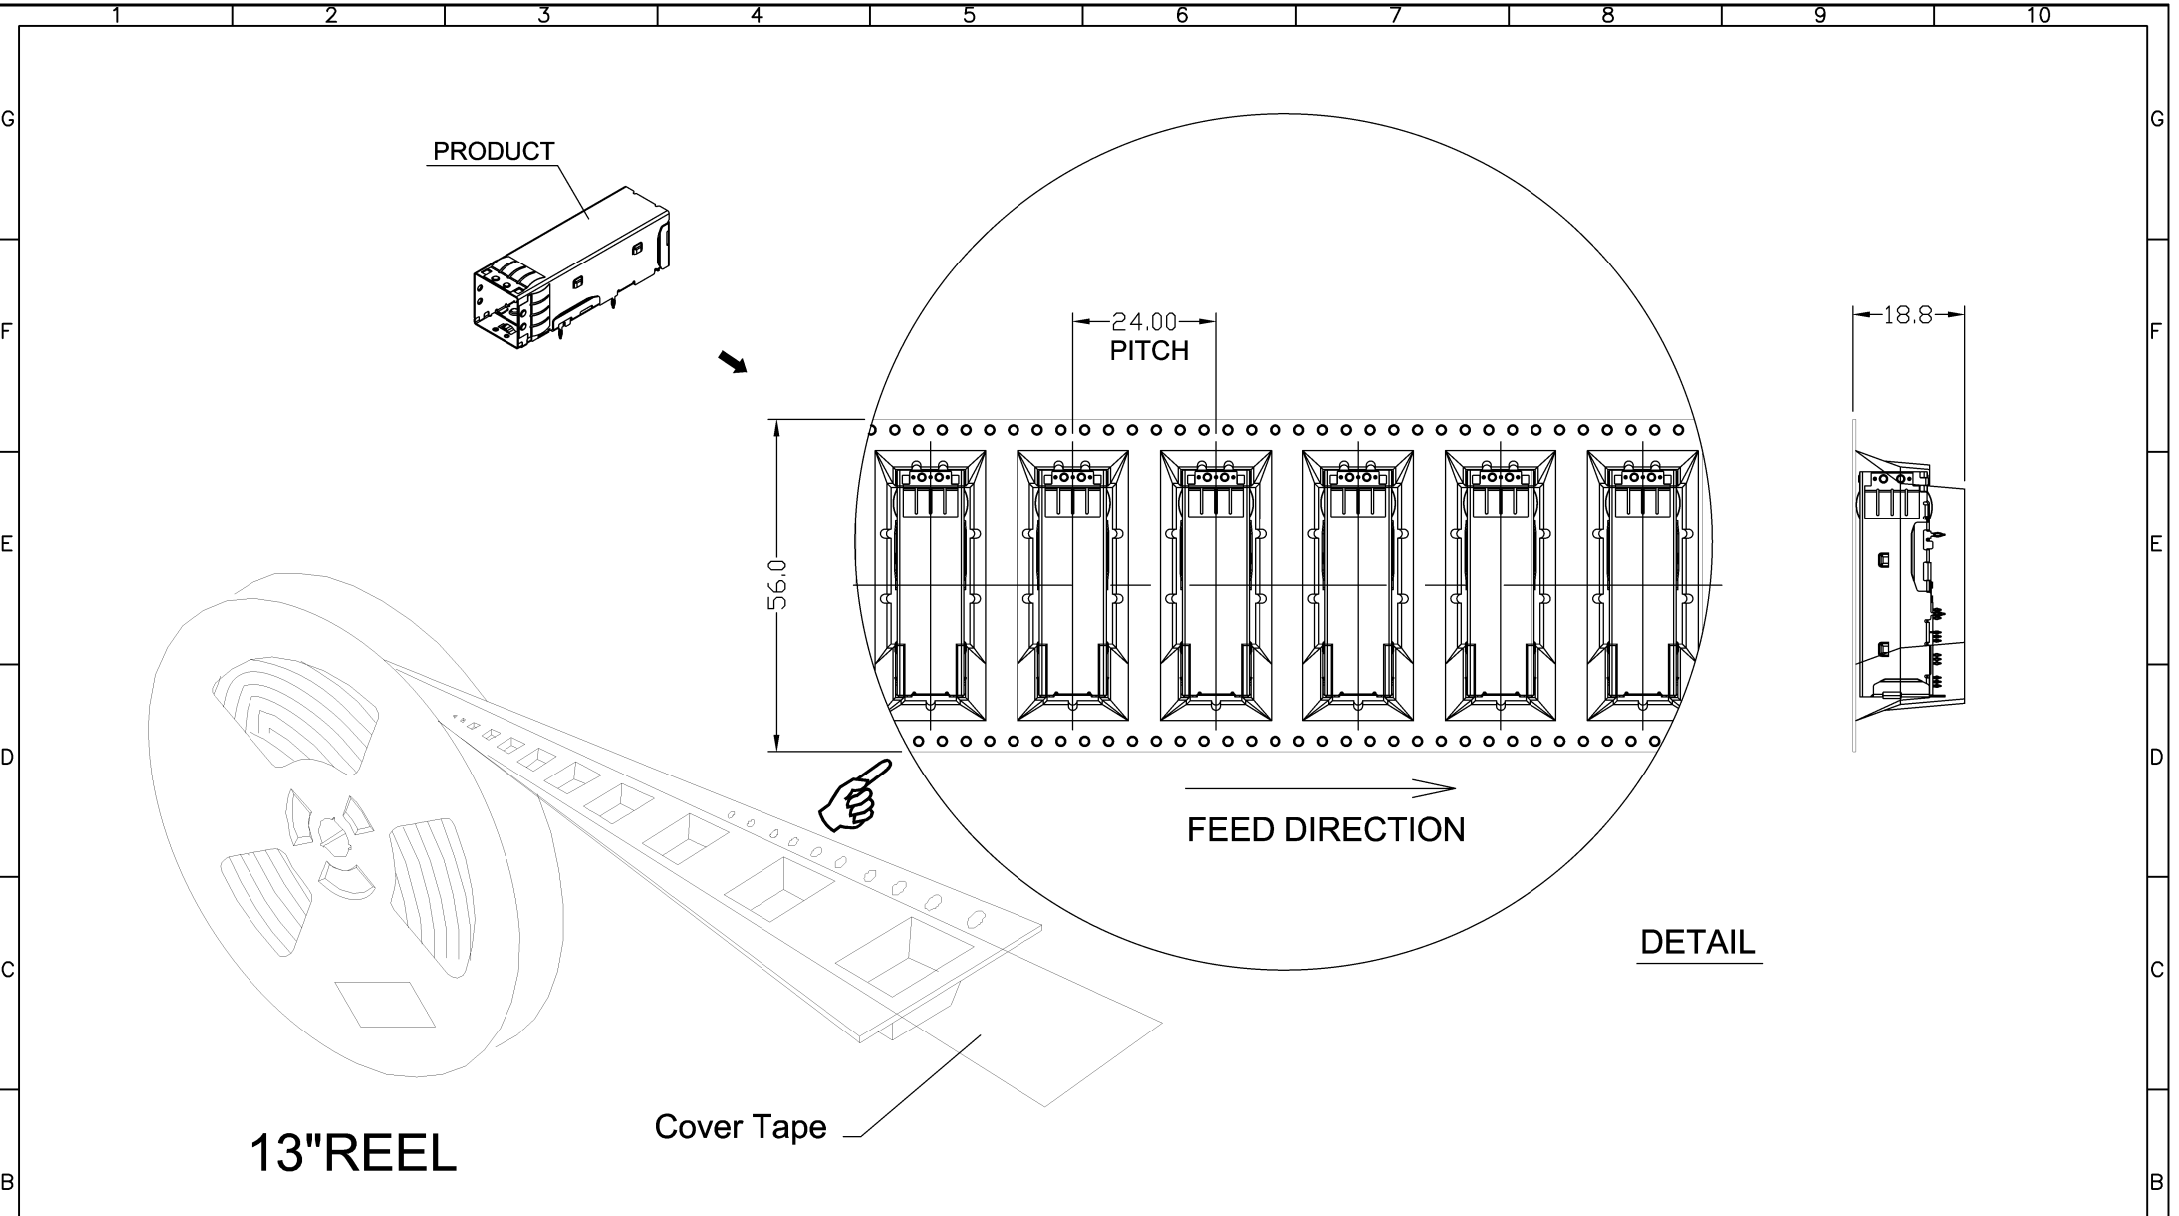 1 2 3 4 5 6 7 8 9 10
G G
PRODUCT
F F
24.00
PITCH
18.8
E E
56.0
D D
FEED DIRECTION
DETAIL
C C
Cover Tape
13"REEL
B B